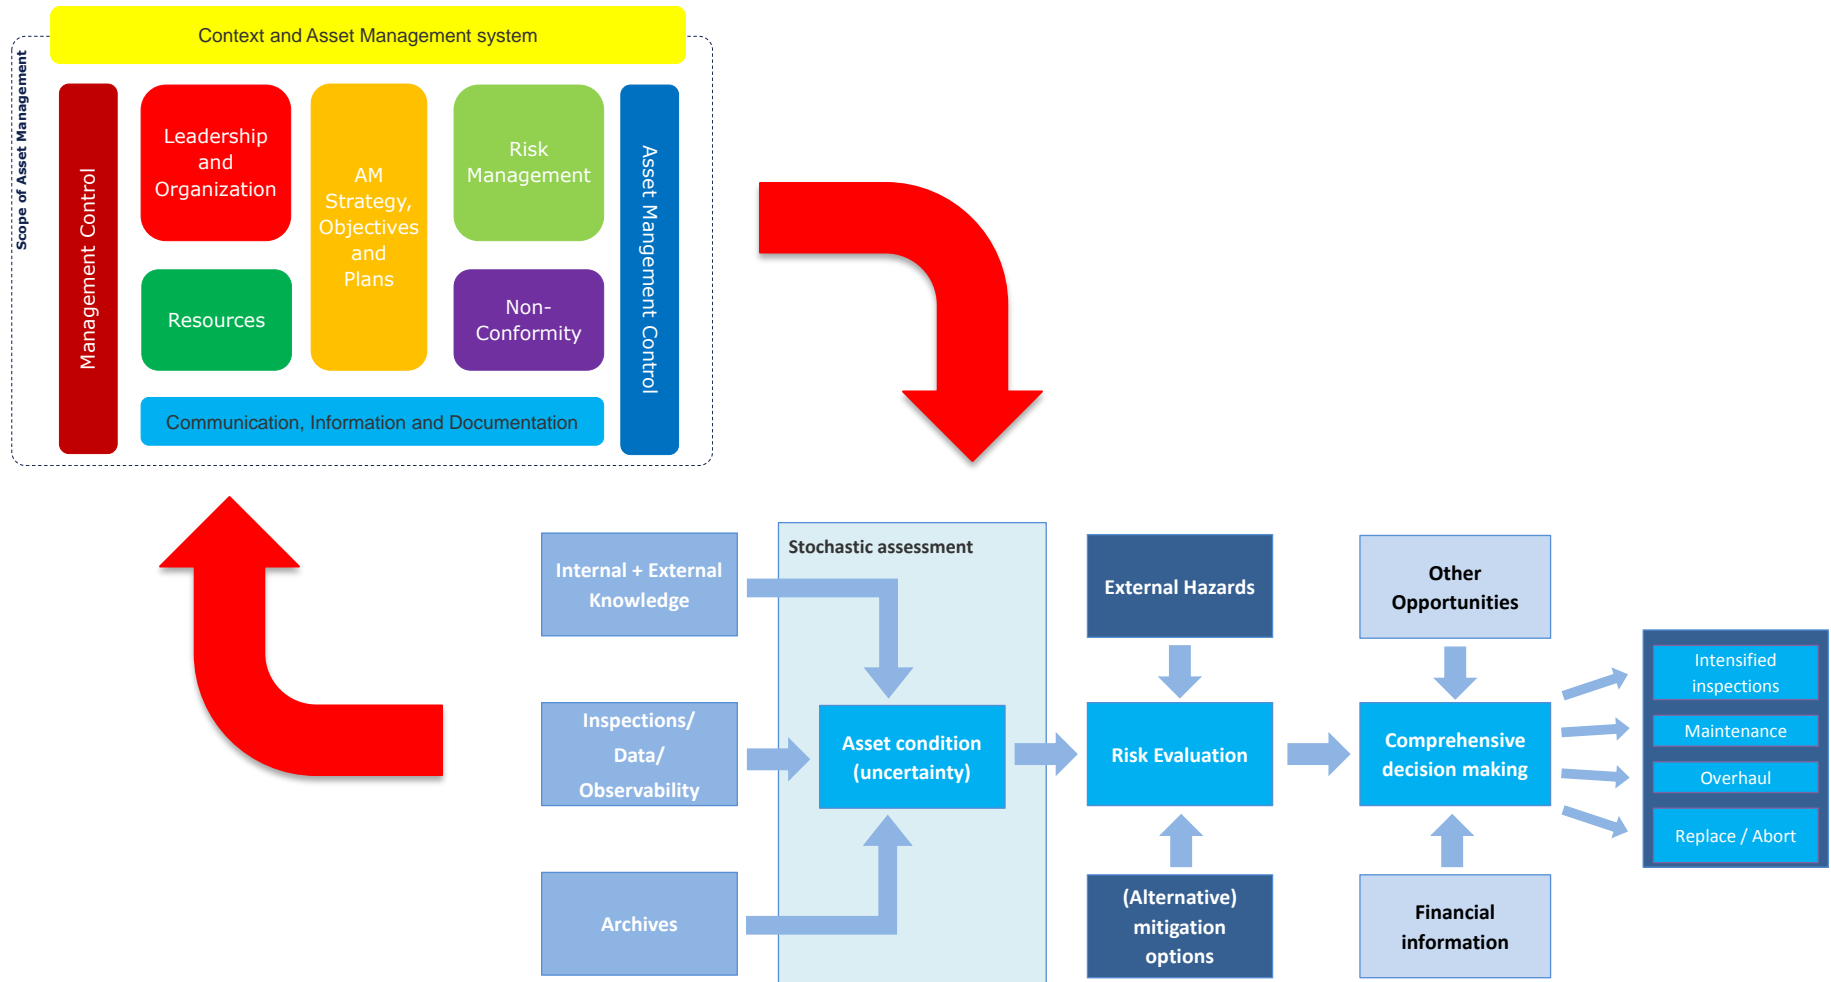 Context and Asset Management system
Scope of Asset Management
Management Control
Leadership
and
Organization
AM
Strategy,
Objectives
and
Plans
Risk
Management
Asset Mangement Control
Resources
Non-
Conformity
Communication, Information and Documentation
Internal + External
Knowledge
Stochastic assessment
External Hazards
Other
Opportunities
Inspections/
Data/
Observability
Asset condition
(uncertainty)
Risk Evaluation
Comprehensive
decision making
Intensified
inspections
Maintenance
Overhaul
Replace / Abort
Archives
(Alternative)
mitigation
options
Financial
information